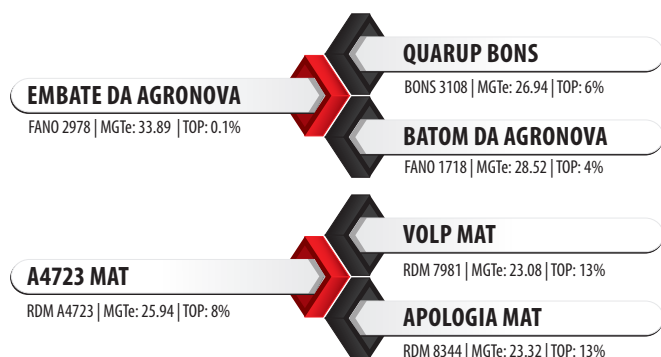 QUARUP BONS
BONS 3108 | MGTe: 26.94 | TOP: 6%
EMBATE DA AGRONOVA
FANO 2978 | MGTe: 33.89 | TOP: 0.1%
BATOM DA AGRONOVA
FANO 1718 | MGTe: 28.52 | TOP: 4%
VOLP MAT
RDM 7981 | MGTe: 23.08 | TOP: 13%
A4723 MAT
RDM A4723 | MGTe: 25.94 | TOP: 8%
APOLOGIA MAT
RDM 8344 | MGTe: 23.32 | TOP: 13%